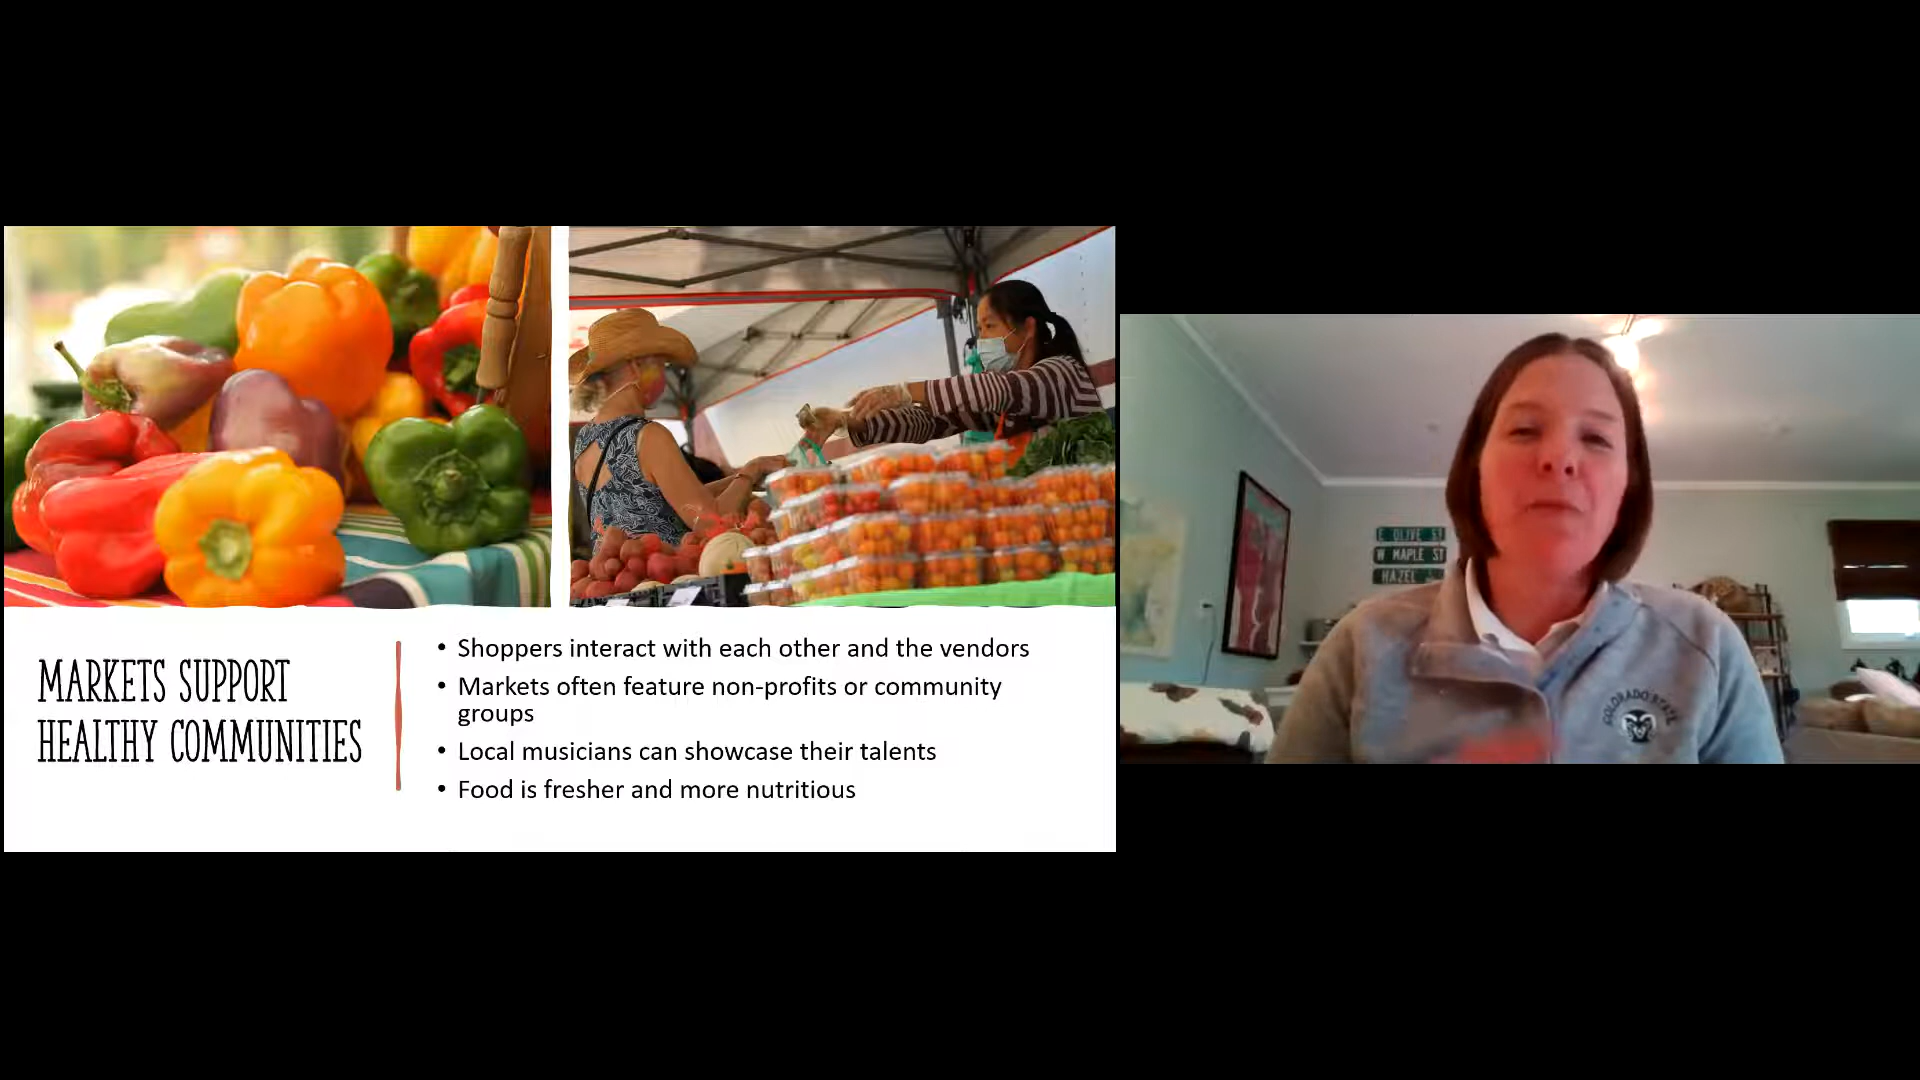 MARKETS SUPPORT
HEALTHY COMMUNITIES
• Shoppers interact with each other and the vendors
• Markets often feature non-profits or community
groups
• Local musicians can showcase their talents
• Food is fresher and more nutritious
E OLIVE ST
W MAPLE ST
HAZEL
COLORADO STATE